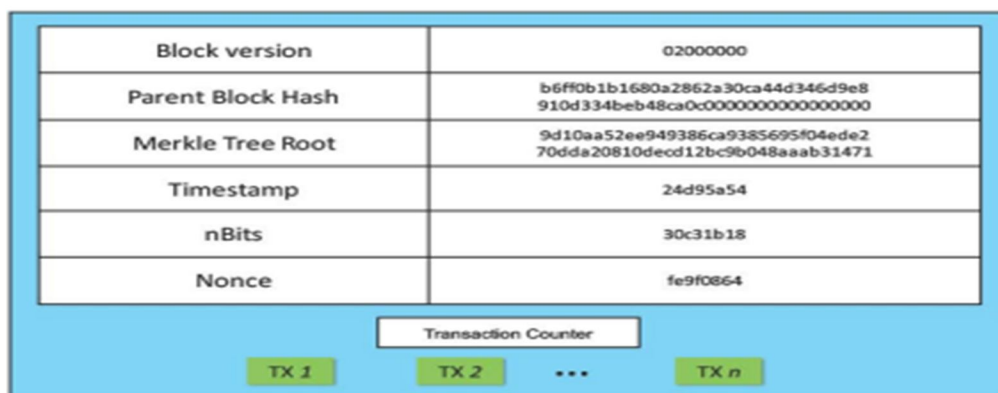 Block version 02000000
Parent Block Hash b6ff0b1b1680a2862a30ca44d346d9e8
910d334beb48ca0c0000000000000000
Merkle Tree Root 9d10aa52ee949386ca9385695f04ede2
70dda20810decd12bc9b048aaab31471
Timestamp 24d95a54
nBits 30c31b18
Nonce fe9f0864
Transaction Counter
TX 1 TX 2 ... TX n